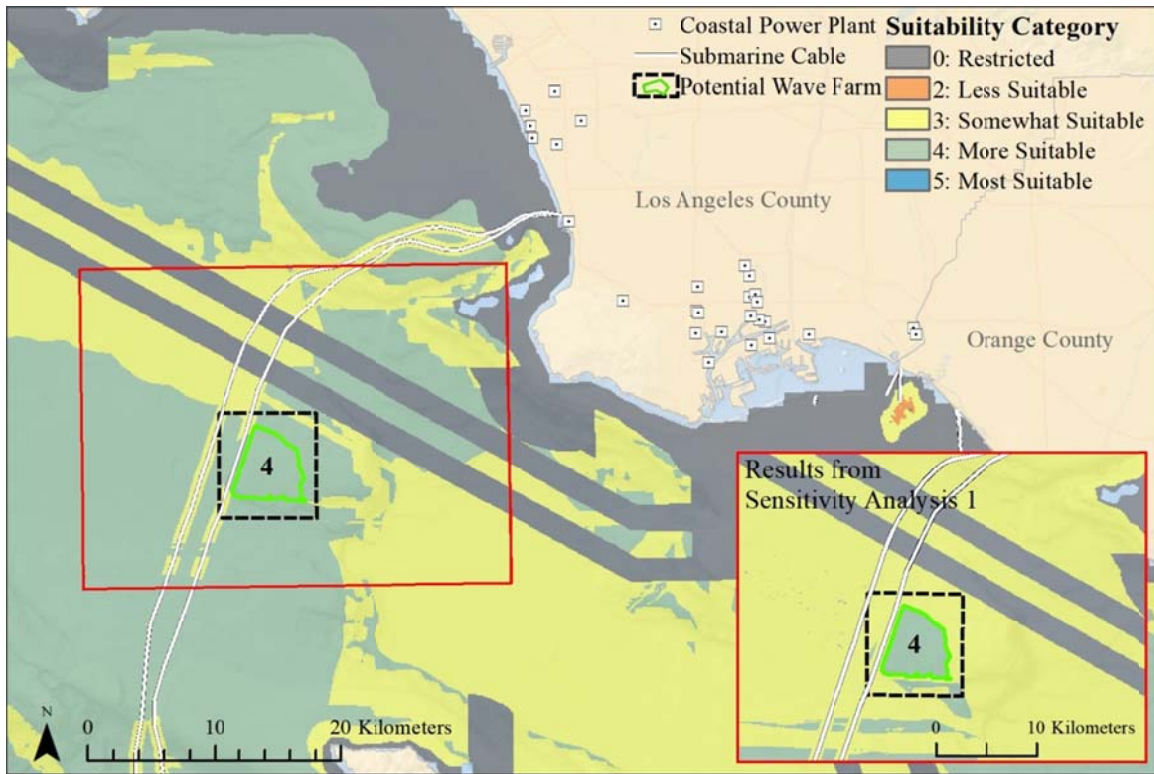 Coastal Power Plant
Submarine Cable
Potential Wave Farm
Suitability Category
0: Restricted
2: Less Suitable
3: Somewhat Suitable
4: More Suitable
5: Most Suitable
Los Angeles County
Orange County
4
Results from
Sensitivity Analysis 1
4
0 10 Kilometers
N
0 10 20 Kilometers